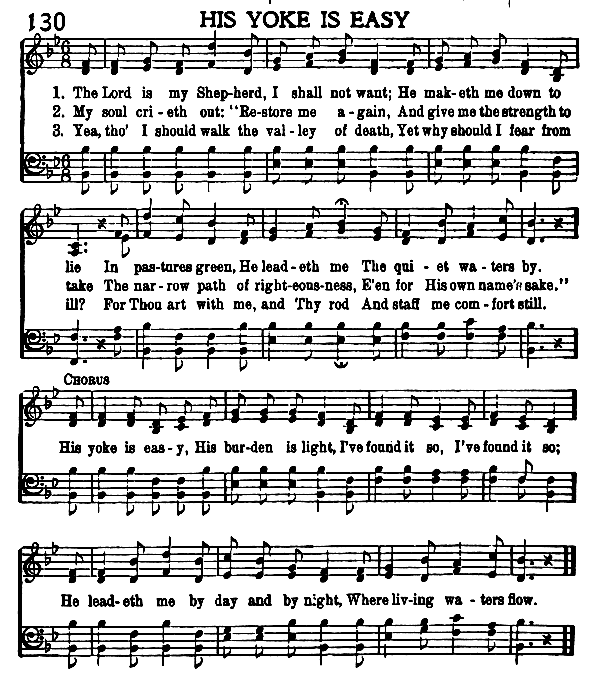 130 HIS YOKE IS EASY
1. The Lord is my Shep-herd, I shall not want; He mak-eth me down to
2. My soul cri-eth out: "Re-store me a-gain, And give me the strength to
3. Yea, tho' I should walk the val-ley of death, Yet why should I fear from
lie In pas-tures green, He lead-eth me The qui-et wa-ters by.
take The nar-row path of right-eous-ness, E'en for His own name's sake."
ill? For Thou art with me, and Thy rod And staff me com-fort still.
CHORUS
His yoke is eas-y, His bur-den is light, I've found it so, I've found it so;
He lead-eth me by day and by night, Where liv-ing wa-ters flow.